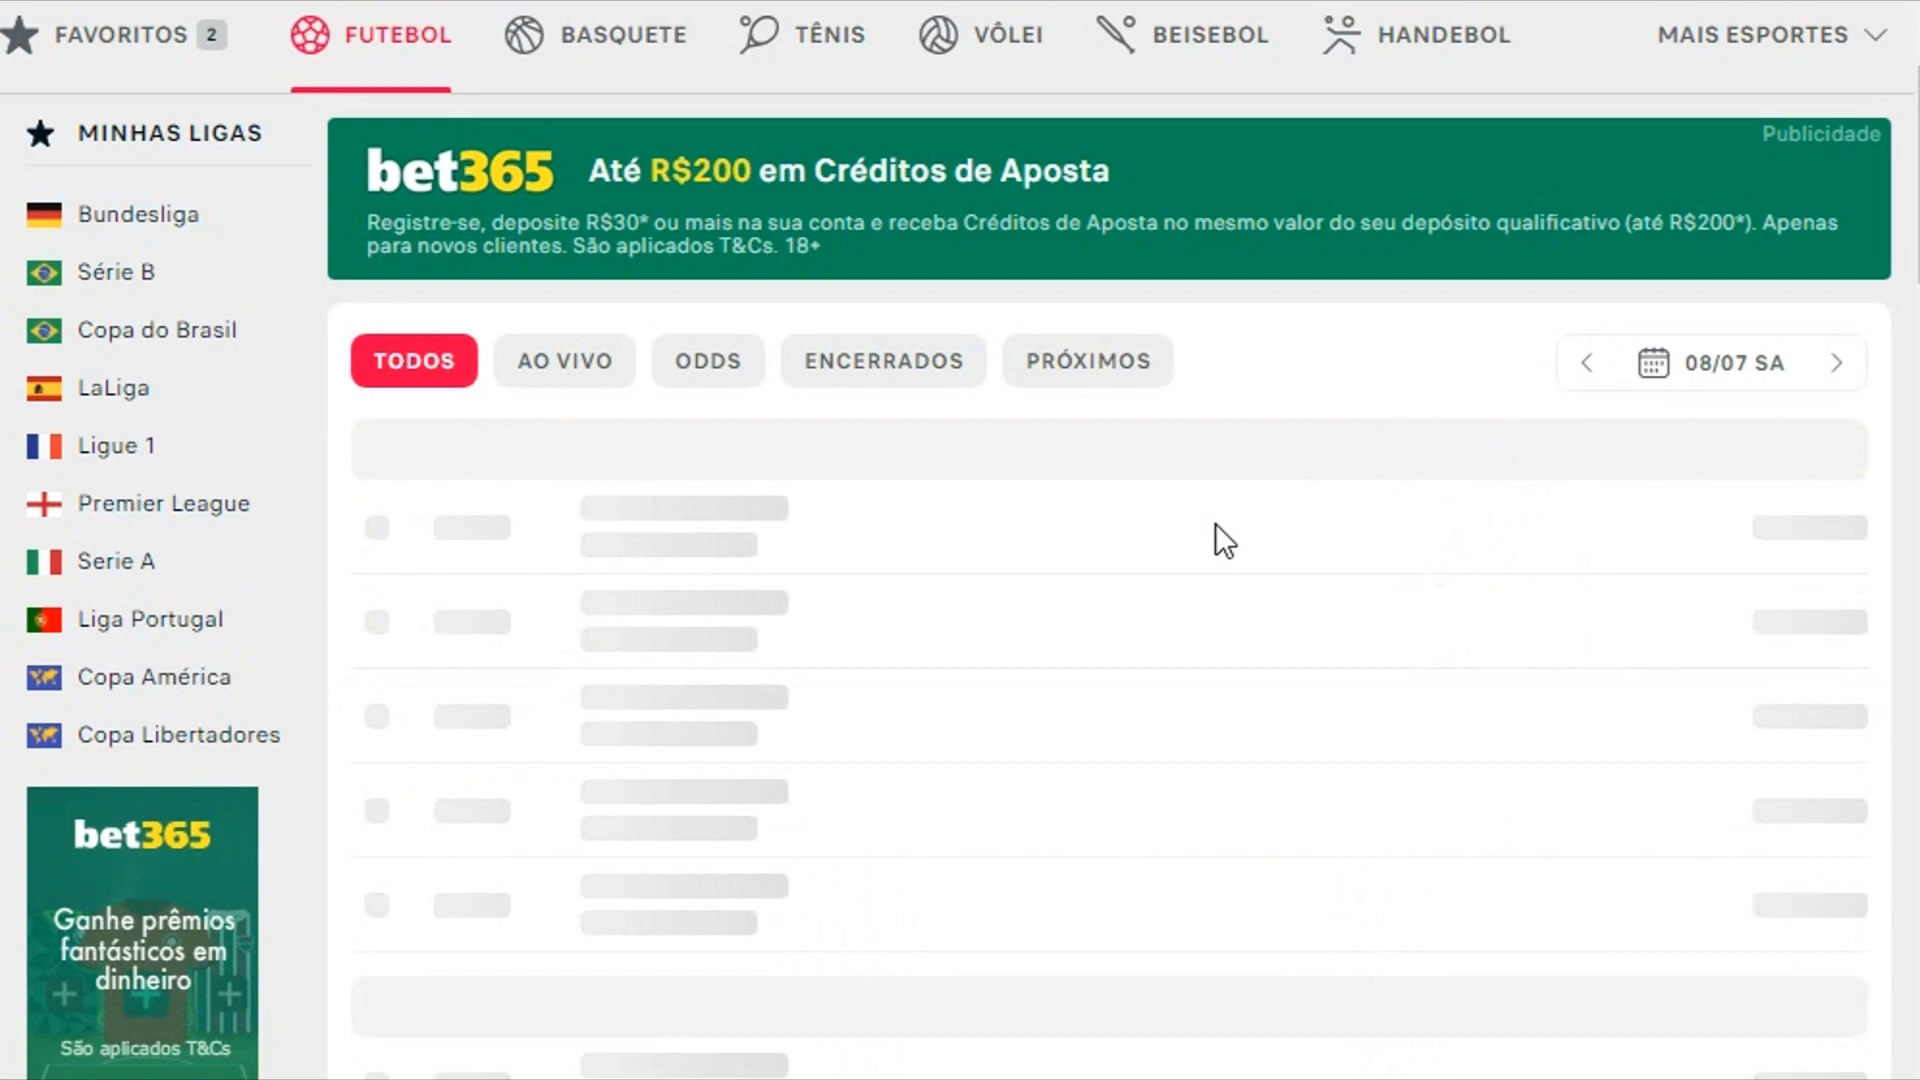 FAVORITOS 2 FUTEBOL BASQUETE TÊNIS VÔLEI BEISEBOL HANDEBOL MAIS ESPORTES
MINHAS LIGAS
Bundesliga
Série B
Copa do Brasil
LaLiga
Ligue 1
Premier League
Serie A
Liga Portugal
Copa América
Copa Libertadores
bet365
Ganhe prêmios
fantásticos em
dinheiro
São aplicados T&Cs
Publicidade
bet365 Até R$200 em Créditos de Aposta
Registre-se, deposite R$30* ou mais na sua conta e receba Créditos de Aposta no mesmo valor do seu depósito qualificativo (até R$200*). Apenas
para novos clientes. São aplicados T&Cs. 18+
TODOS AO VIVO ODDS ENCERRADOS PRÓXIMOS 08/07 SA